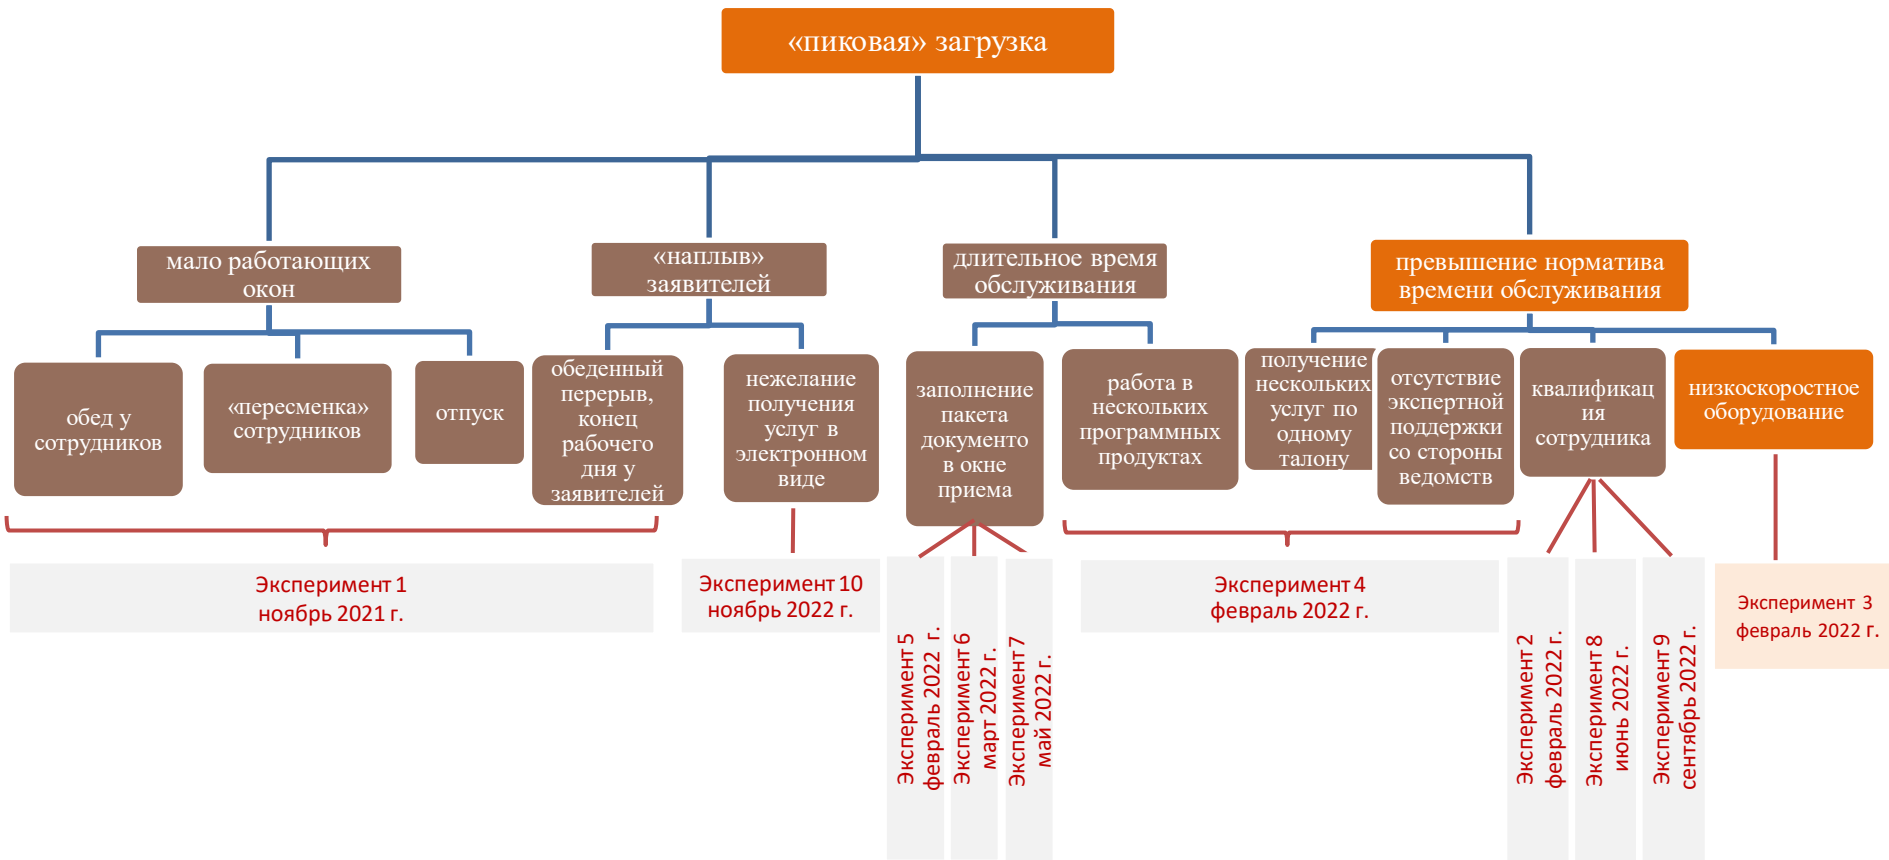 «пиковая» загрузка
мало работающих
окон
«наплыв»
заявителей
длительное время
обслуживания
превышение норматива
времени обслуживания
обед у
сотрудников
«пересменка»
сотрудников
отпуск
обеденный
перерыв,
конец
рабочего
дня у
заявителей
нежелание
получения
услуг в
электронном
виде
заполнение
пакета
документо
в окне
приема
работа в
нескольких
программных
продуктах
получение
нескольких
услуг по
одному
талону
отсутствие
экспертной
поддержки
со стороны
ведомств
квалификац
ия
сотрудника
низкоскоростное
оборудование
Эксперимент 1
ноябрь 2021 г.
Эксперимент 10
ноябрь 2022 г.
Эксперимент 5
февраль 2022 г.
Эксперимент 6
март 2022 г.
Эксперимент 7
май 2022 г.
Эксперимент 4
февраль 2022 г.
Эксперимент 2
февраль 2022 г.
Эксперимент 8
июнь 2022 г.
Эксперимент 9
сентябрь 2022 г.
Эксперимент 3
февраль 2022 г.